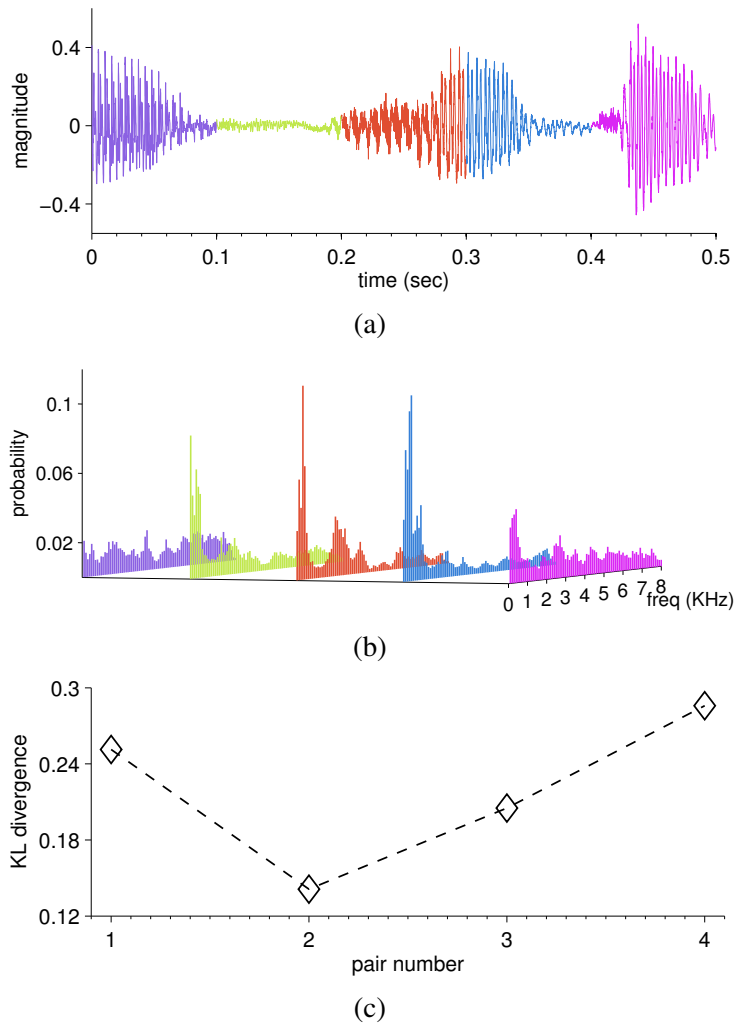 0.4
0
−0.4
magnitude
0 0.1 0.2 0.3 0.4 0.5
time (sec)
(a)
0.1
0.06
0.02
probability
0 1 2 3 4 5 6 7 8
freq (KHz)
(b)
0.3
0.24
0.18
0.12
KL divergence
1 2 3 4
pair number
(c)